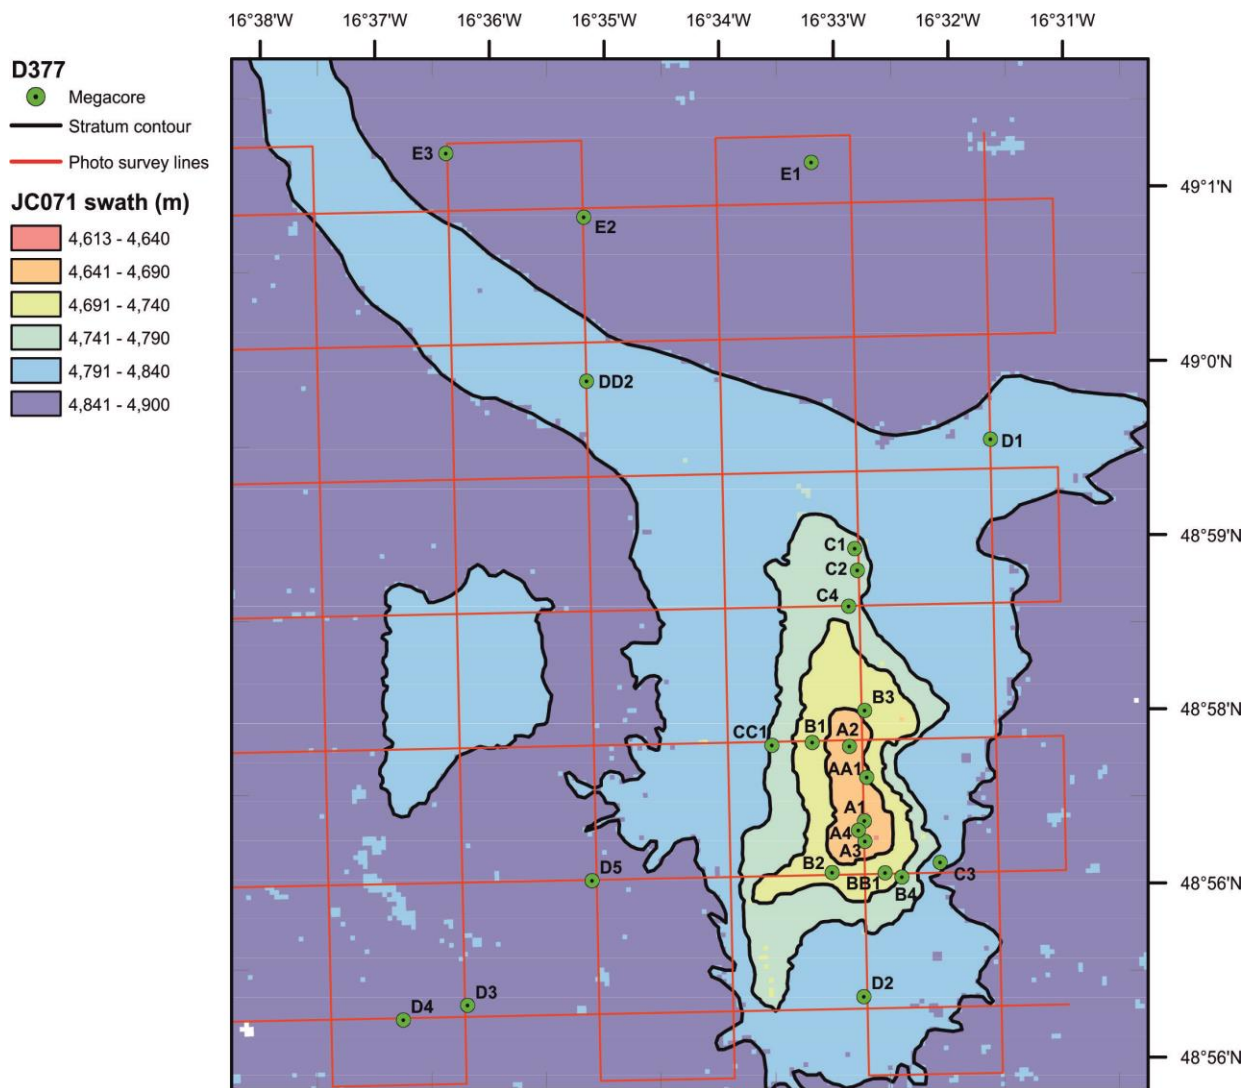 16°38'W 16°37'W 16°36'W 16°35'W 16°34'W 16°33'W 16°32'W 16°31'W
D377
Megacore
Stratum contour
Photo survey lines
JC071 swath (m)
4,613 - 4,640
4,641 - 4,690
4,691 - 4,740
4,741 - 4,790
4,791 - 4,840
4,841 - 4,900
E3
E1
49°1'N
E2
49°0'N
DD2
D1
48°59'N
C1
C2
C4
B3
48°58'N
CC1
B1
A2
AA1
A1
A4
A3
B2
BB1
B4
C3
D5
48°56'N
D2
D3
D4
48°56'N